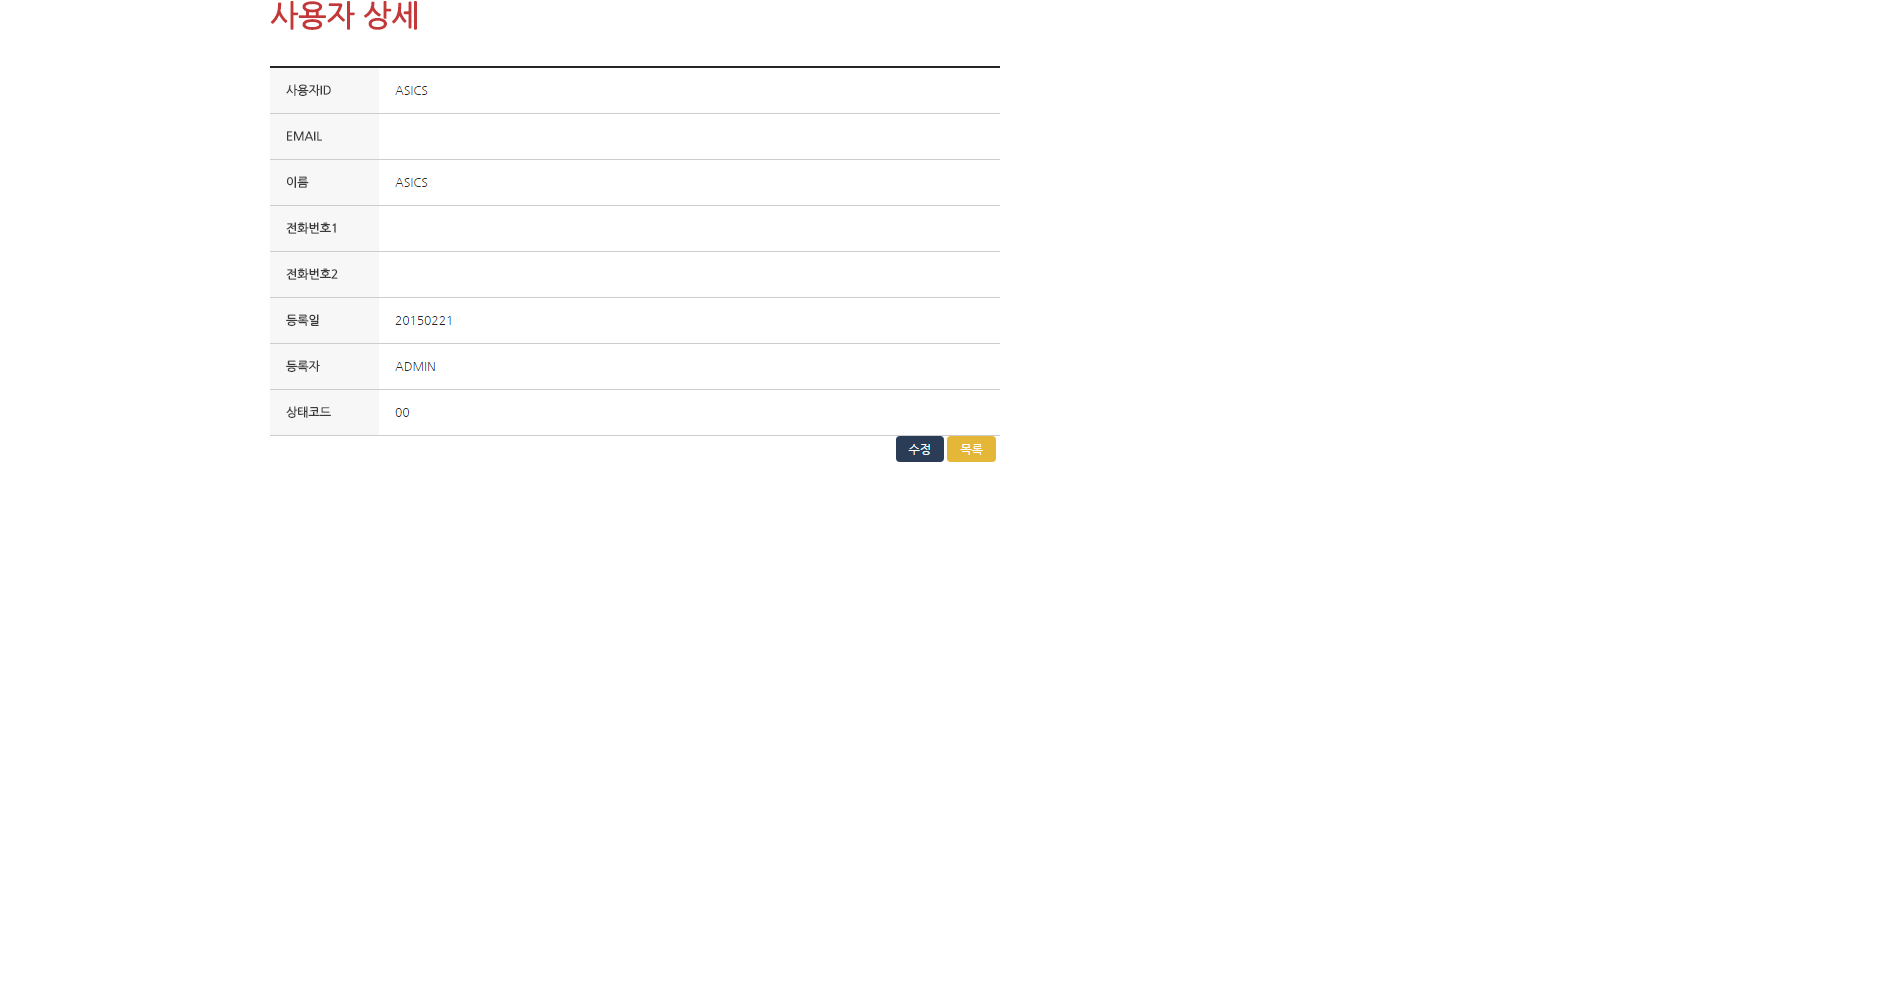 사용자 상세
사용자ID ASICS
EMAIL
이름 ASICS
전화번호1
전화번호2
등록일 20150221
등록자 ADMIN
상태코드 00
수정 목록